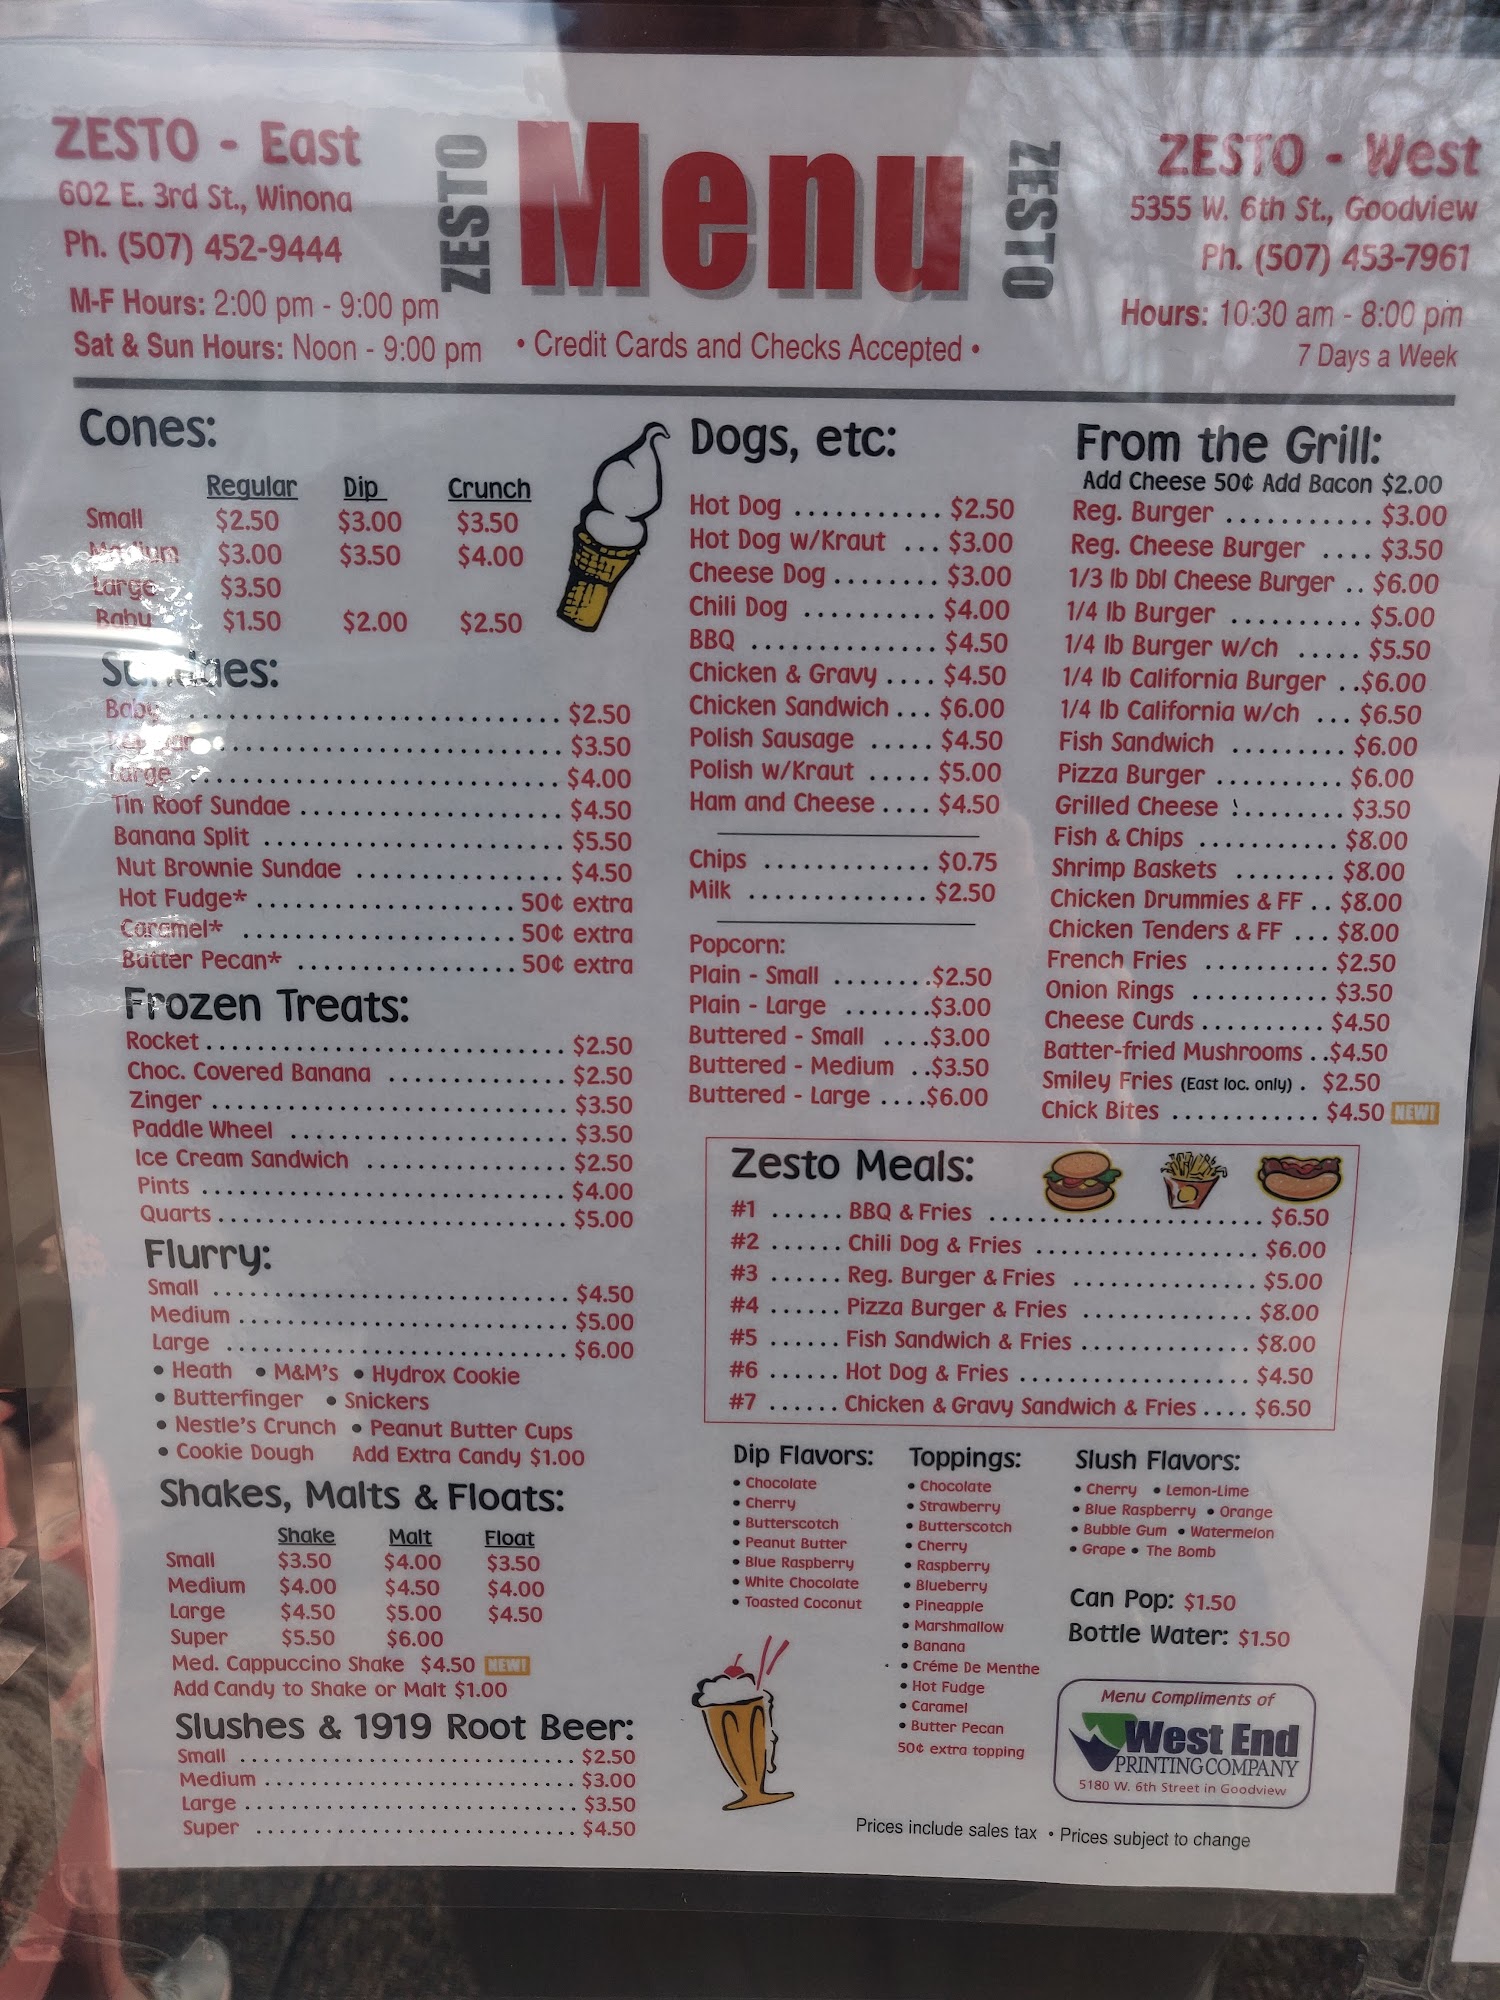 ZESTO - East
602 E. 3rd St., Winona
Ph. (507) 452-9444
M-F Hours: 2:00 pm - 9:00 pm
Sat & Sun Hours: Noon - 9:00 pm
ZESTO
Menu
ZESTO
• Credit Cards and Checks Accepted •
ZESTO - West
5355 W. 6th St., Goodview
Ph. (507) 453-7961
Hours: 10:30 am - 8:00 pm
7 Days a Week
Cones:
Regular Dip Crunch
Small $2.50 $3.00 $3.50
Medium $3.00 $3.50 $4.00
Large $3.50
Baby $1.50 $2.00 $2.50
Sundaes:
Baby $2.50
Regular $3.50
Large $4.00
Tin Roof Sundae $4.50
Banana Split $5.50
Nut Brownie Sundae $4.50
Hot Fudge* 50¢ extra
Caramel* 50¢ extra
Butter Pecan* 50¢ extra
Frozen Treats:
Rocket $2.50
Choc. Covered Banana $2.50
Zinger $3.50
Paddle Wheel $3.50
Ice Cream Sandwich $2.50
Pints $4.00
Quarts $5.00
Flurry:
Small $4.50
Medium $5.00
Large $6.00
• Heath • M&M's • Hydrox Cookie
• Butterfinger • Snickers
• Nestle's Crunch • Peanut Butter Cups
• Cookie Dough Add Extra Candy $1.00
Shakes, Malts & Floats:
Shake Malt Float
Small $3.50 $4.00 $3.50
Medium $4.00 $4.50 $4.00
Large $4.50 $5.00 $4.50
Super $5.50 $6.00
Med. Cappuccino Shake $4.50 NEW!
Add Candy to Shake or Malt $1.00
Slushes & 1919 Root Beer:
Small $2.50
Medium $3.00
Large $3.50
Super $4.50
Dogs, etc:
Hot Dog $2.50
Hot Dog w/Kraut $3.00
Cheese Dog $3.00
Chili Dog $4.00
BBQ $4.50
Chicken & Gravy $4.50
Chicken Sandwich $6.00
Polish Sausage $4.50
Polish w/Kraut $5.00
Ham and Cheese $4.50
Chips $0.75
Milk $2.50
Popcorn:
Plain - Small $2.50
Plain - Large $3.00
Buttered - Small $3.00
Buttered - Medium $3.50
Buttered - Large $6.00
From the Grill:
Add Cheese 50¢ Add Bacon $2.00
Reg. Burger $3.00
Reg. Cheese Burger $3.50
1/3 lb Dbl Cheese Burger $6.00
1/4 lb Burger $5.00
1/4 lb Burger w/ch $5.50
1/4 lb California Burger $6.00
1/4 lb California w/ch $6.50
Fish Sandwich $6.00
Pizza Burger $6.00
Grilled Cheese $3.50
Fish & Chips $8.00
Shrimp Baskets $8.00
Chicken Drummies & FF $8.00
Chicken Tenders & FF $8.00
French Fries $2.50
Onion Rings $3.50
Cheese Curds $4.50
Batter-fried Mushrooms $4.50
Smiley Fries (East loc. only) $2.50
Chick Bites $4.50 NEW!
Zesto Meals:
#1 BBQ & Fries $6.50
#2 Chili Dog & Fries $6.00
#3 Reg. Burger & Fries $5.00
#4 Pizza Burger & Fries $8.00
#5 Fish Sandwich & Fries $8.00
#6 Hot Dog & Fries $4.50
#7 Chicken & Gravy Sandwich & Fries $6.50
Dip Flavors:
• Chocolate
• Cherry
• Butterscotch
• Peanut Butter
• Blue Raspberry
• White Chocolate
• Toasted Coconut
Toppings:
• Chocolate
• Strawberry
• Butterscotch
• Cherry
• Raspberry
• Blueberry
• Pineapple
• Marshmallow
• Banana
• Créme De Menthe
• Hot Fudge
• Caramel
• Butter Pecan
50¢ extra topping
Slush Flavors:
• Cherry • Lemon-Lime
• Blue Raspberry • Orange
• Bubble Gum • Watermelon
• Grape • The Bomb
Can Pop: $1.50
Bottle Water: $1.50
Menu Compliments of
West End
PRINTING COMPANY
5180 W. 6th Street in Goodview
Prices include sales tax • Prices subject to change